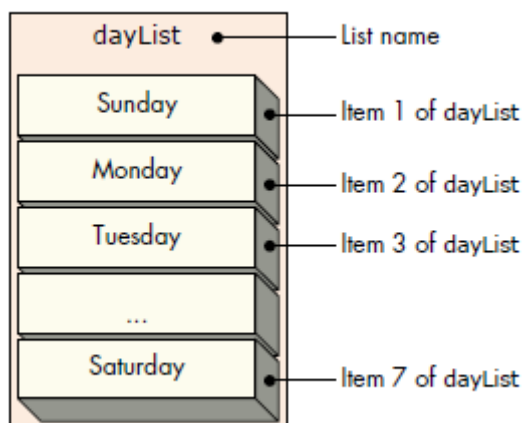 dayList List name
Sunday Item 1 of dayList
Monday Item 2 of dayList
Tuesday Item 3 of dayList
...
Saturday Item 7 of dayList